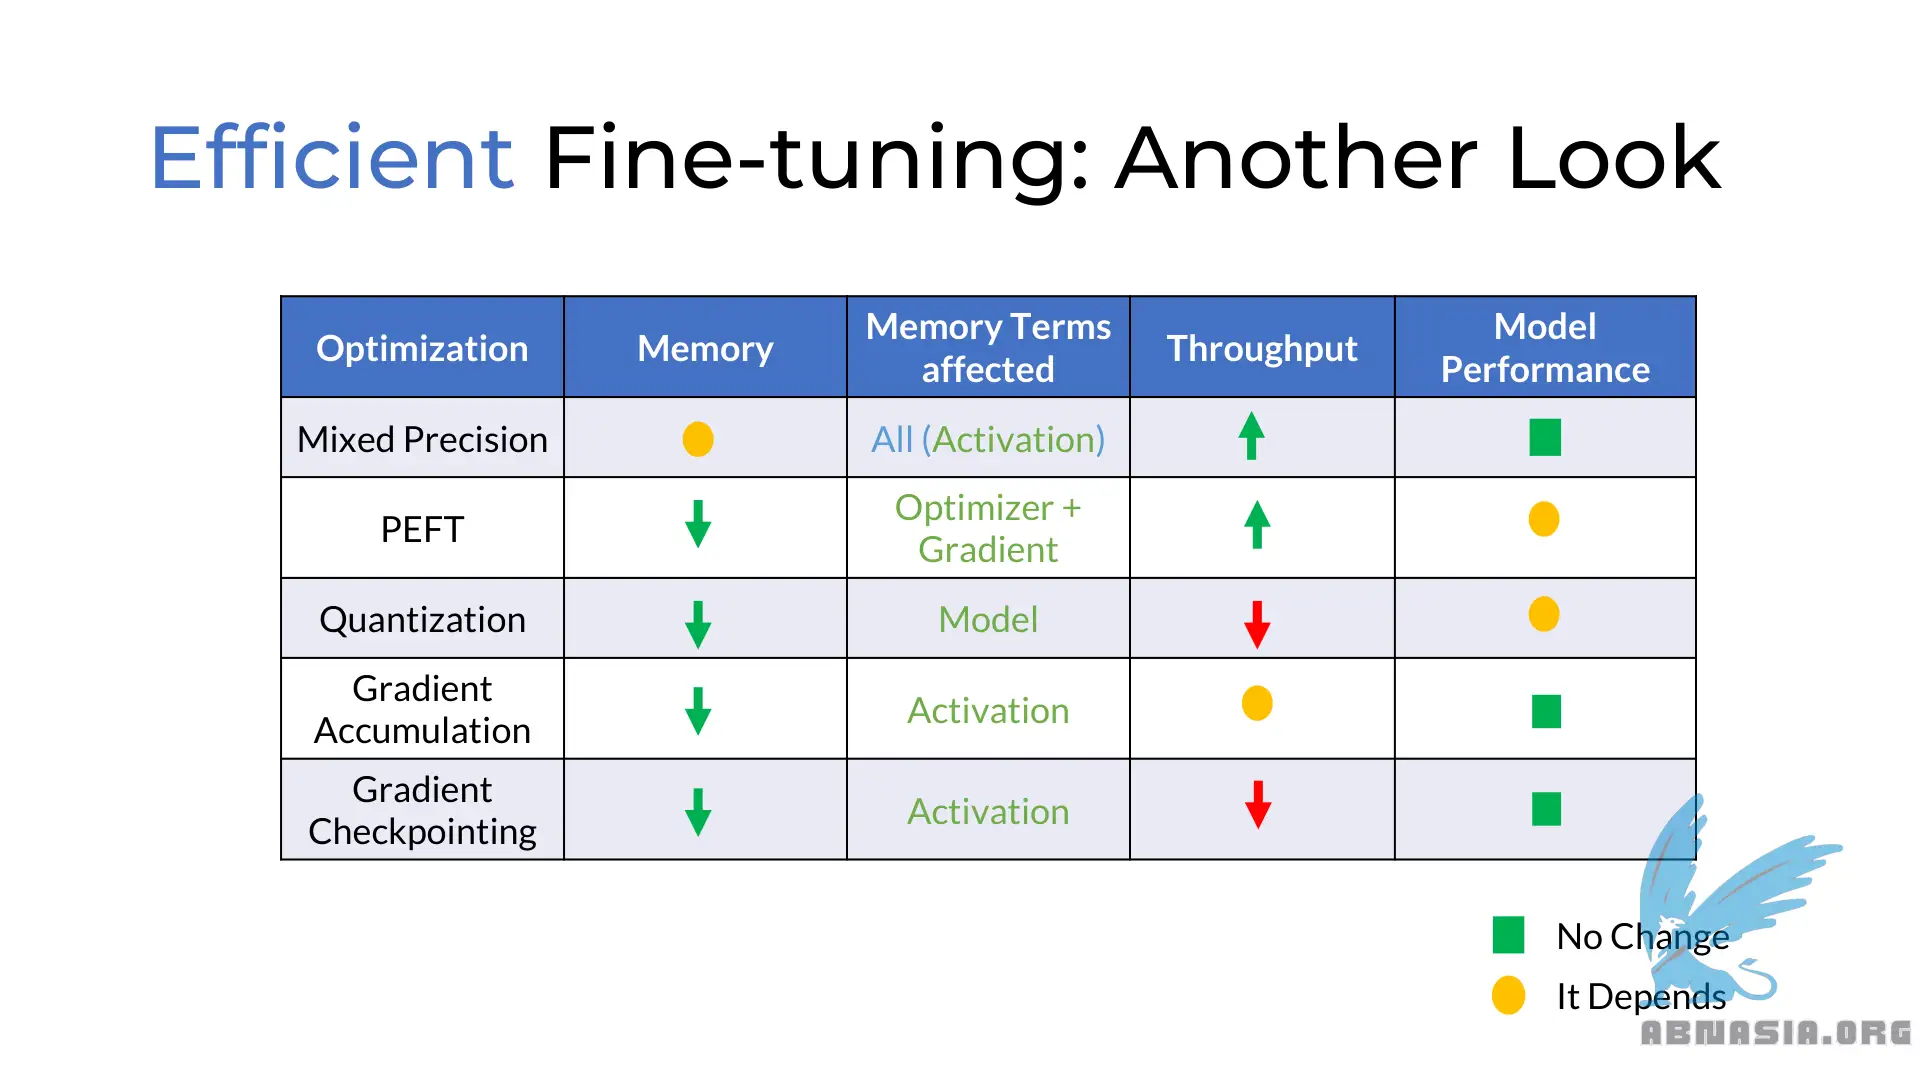 Efficient Fine-tuning: Another Look
Optimization
Memory
Memory Terms
affected
Throughput
Model
Performance
Mixed Precision
All (Activation)
PEFT
Optimizer +
Gradient
Quantization
Model
Gradient
Accumulation
Activation
Gradient
Checkpointing
Activation
No Change
It Depends
ABNASIA.ORG